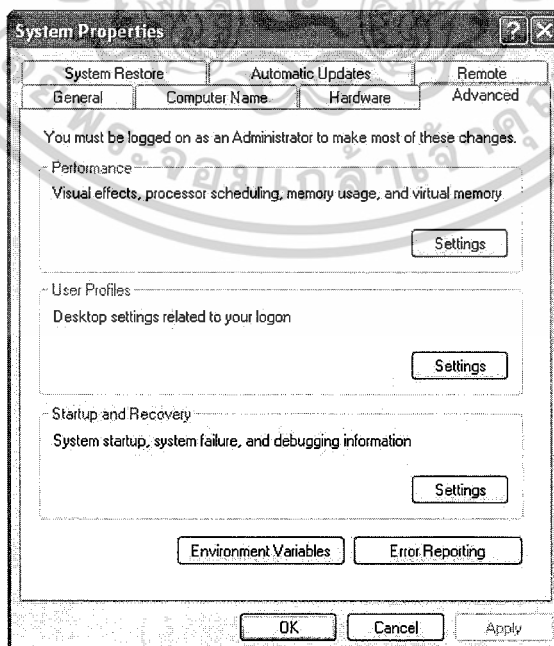 System Properties
System Restore Automatic Updates Remote
General Computer Name Hardware Advanced
You must be logged on as an Administrator to make most of these changes.
Performance
Visual effects, processor scheduling, memory usage, and virtual memory
Settings
User Profiles
Desktop settings related to your logon
Settings
Startup and Recovery
System startup, system failure, and debugging information
Settings
Environment Variables Error Reporting
OK Cancel Apply